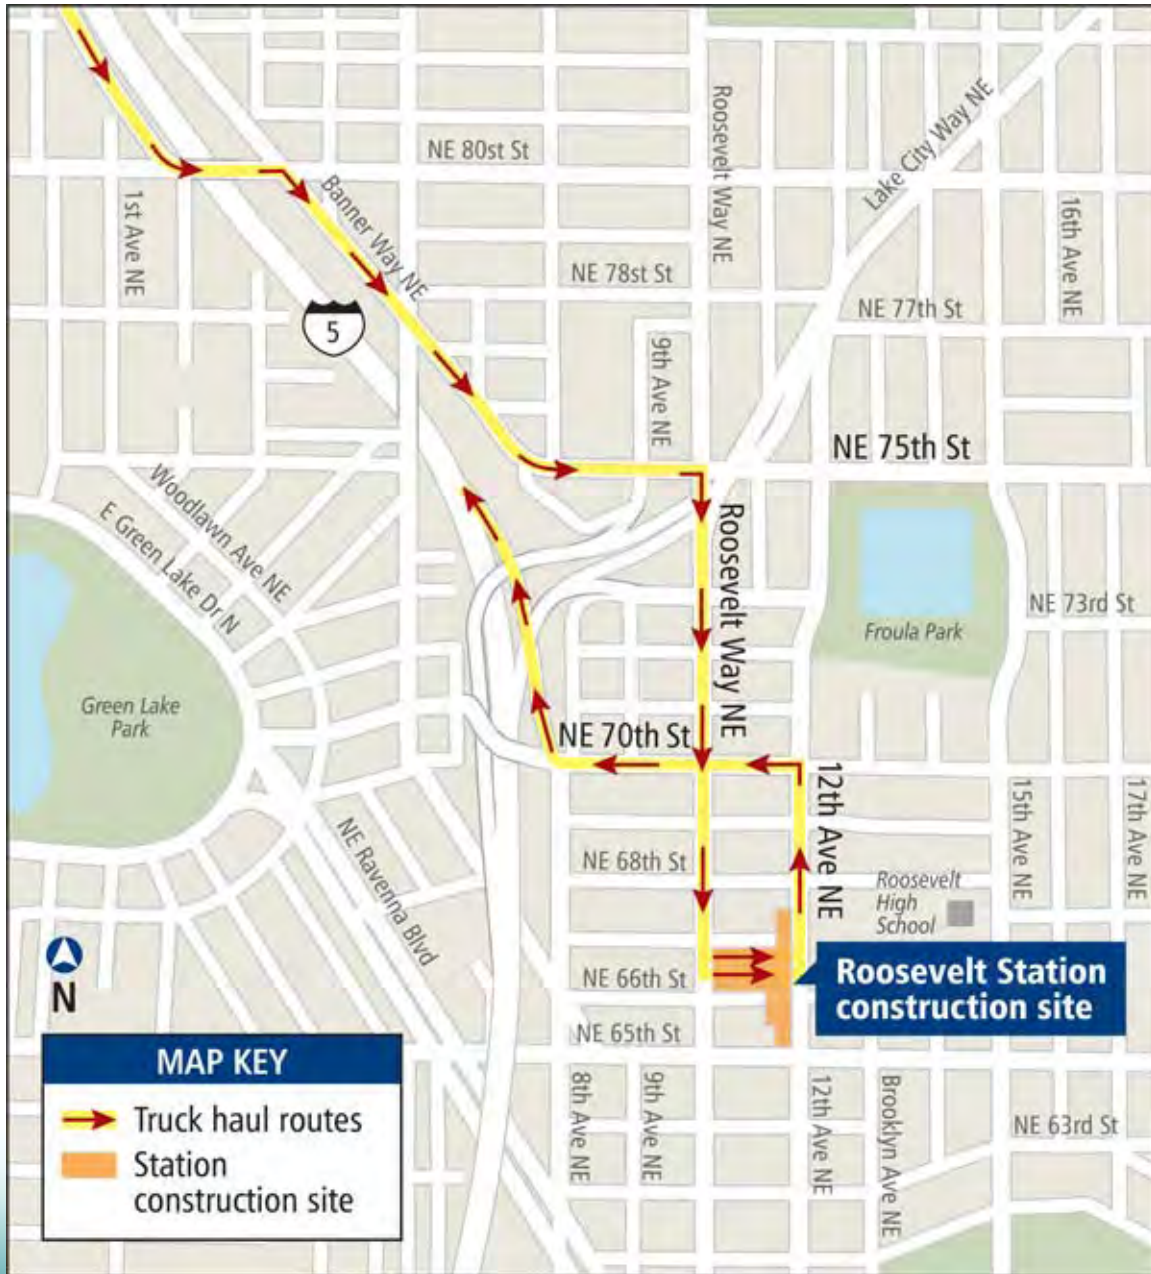 NE 80st St
Roosevelt Way NE
Lake City Way NE
1st Ave NE
Banner Way NE
16th Ave NE
NE 78st St
NE 77th St
5
9th Ave NE
NE 75th St
Woodlawn Ave NE
E Green Lake Dr N
Roosevelt Way NE
NE 73rd St
Froula Park
Green Lake
Park
NE 70th St
12th Ave NE
15th Ave NE
17th Ave NE
NE Ravenna Blvd
NE 68th St
Roosevelt
High
School
N
NE 66th St
Roosevelt Station
construction site
NE 65th St
MAP KEY
Truck haul routes
Station
construction site
8th Ave NE
9th Ave NE
12th Ave NE
Brooklyn Ave NE
NE 63rd St